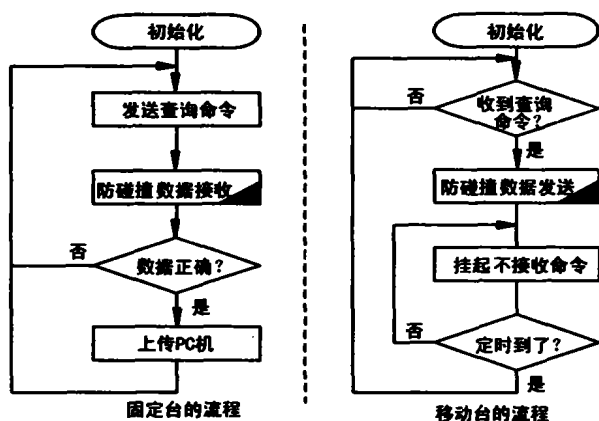 初始化
发送查询命令
防碰撞数据接收
否
数据正确?
是
上传PC机
固定台的流程
初始化
否
收到查询
命令?
是
防碰撞数据发送
挂起不接收命令
否
定时到了?
是
移动台的流程